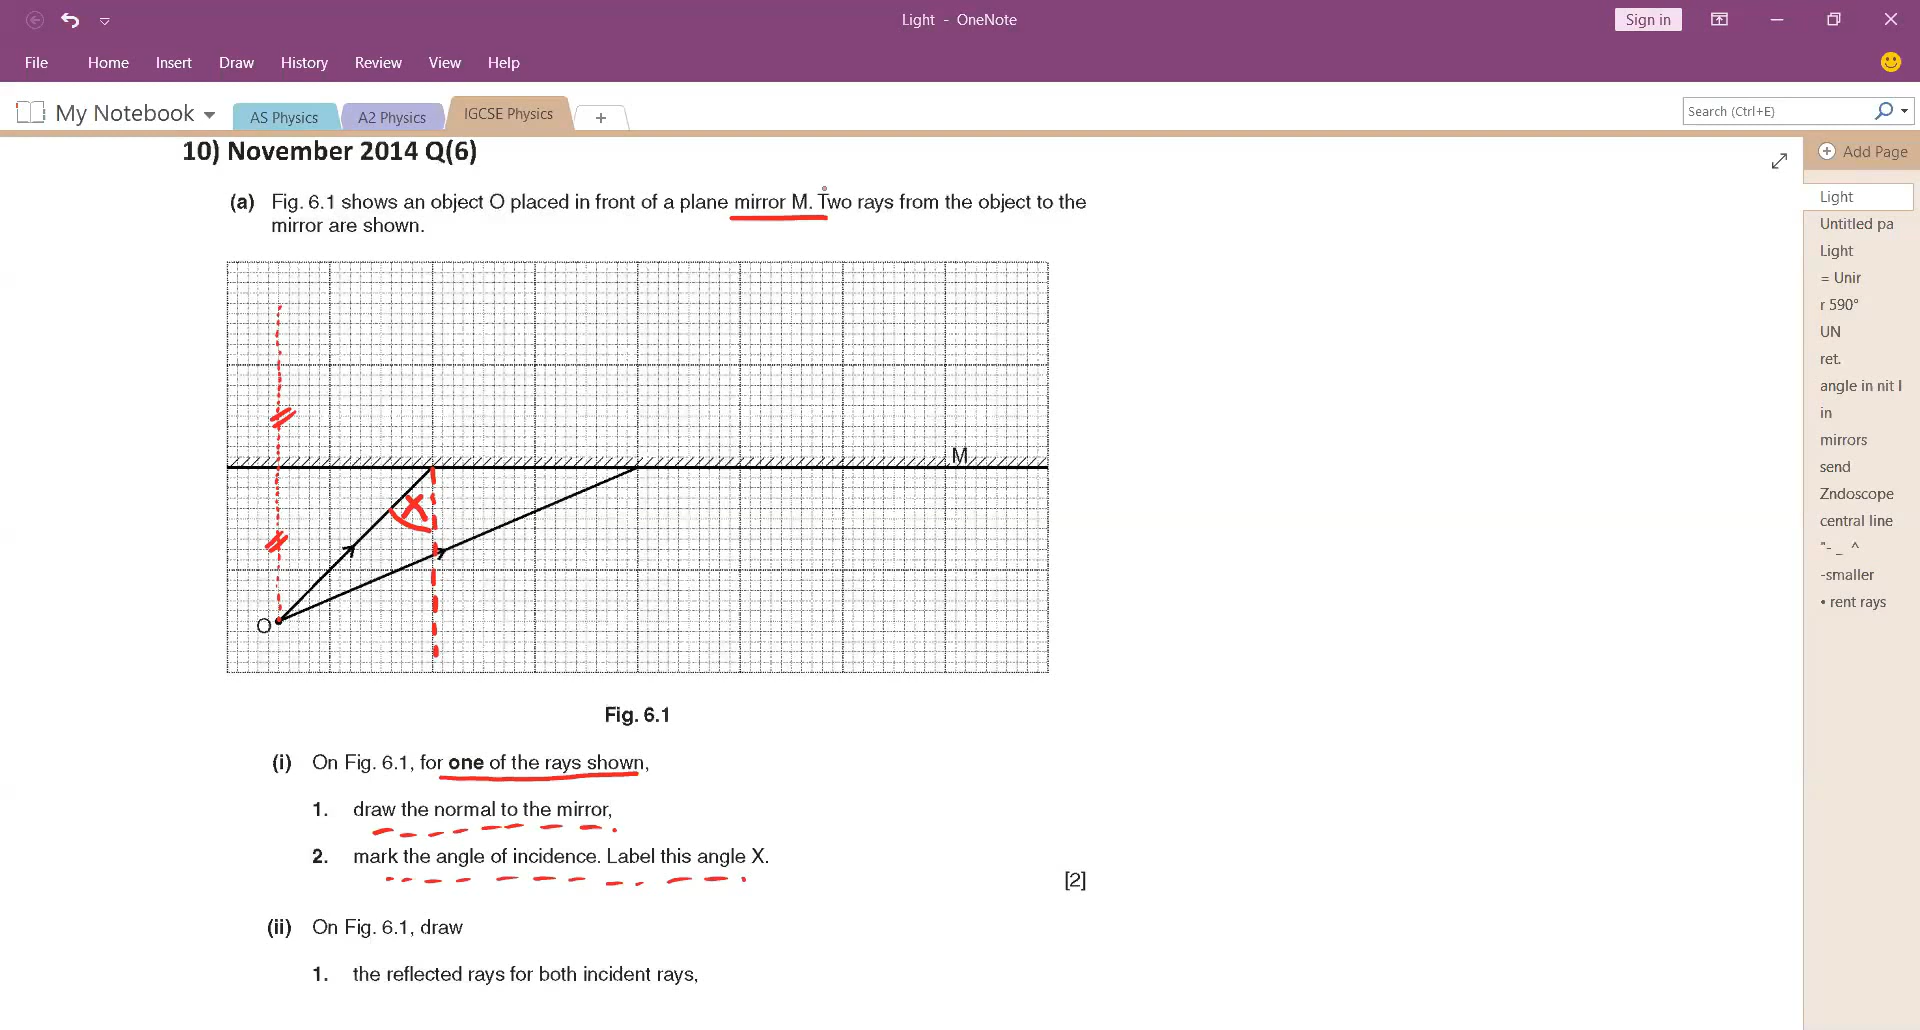 Light - OneNote
Sign in
File Home Insert Draw History Review View Help
My Notebook
AS Physics A2 Physics IGCSE Physics +
Search (Ctrl+E)
10) November 2014 Q(6)
(a) Fig. 6.1 shows an object O placed in front of a plane mirror M. Two rays from the object to the
mirror are shown.
M
X
O
Fig. 6.1
(i) On Fig. 6.1, for one of the rays shown,
1. draw the normal to the mirror,
2. mark the angle of incidence. Label this angle X.
[2]
(ii) On Fig. 6.1, draw
1. the reflected rays for both incident rays,
Add Page
Light
Untitled pa
Light
= Unir
r 590°
UN
ret.
angle in nit I
in
mirrors
send
Zndoscope
central line
"- _ ^
-smaller
• rent rays